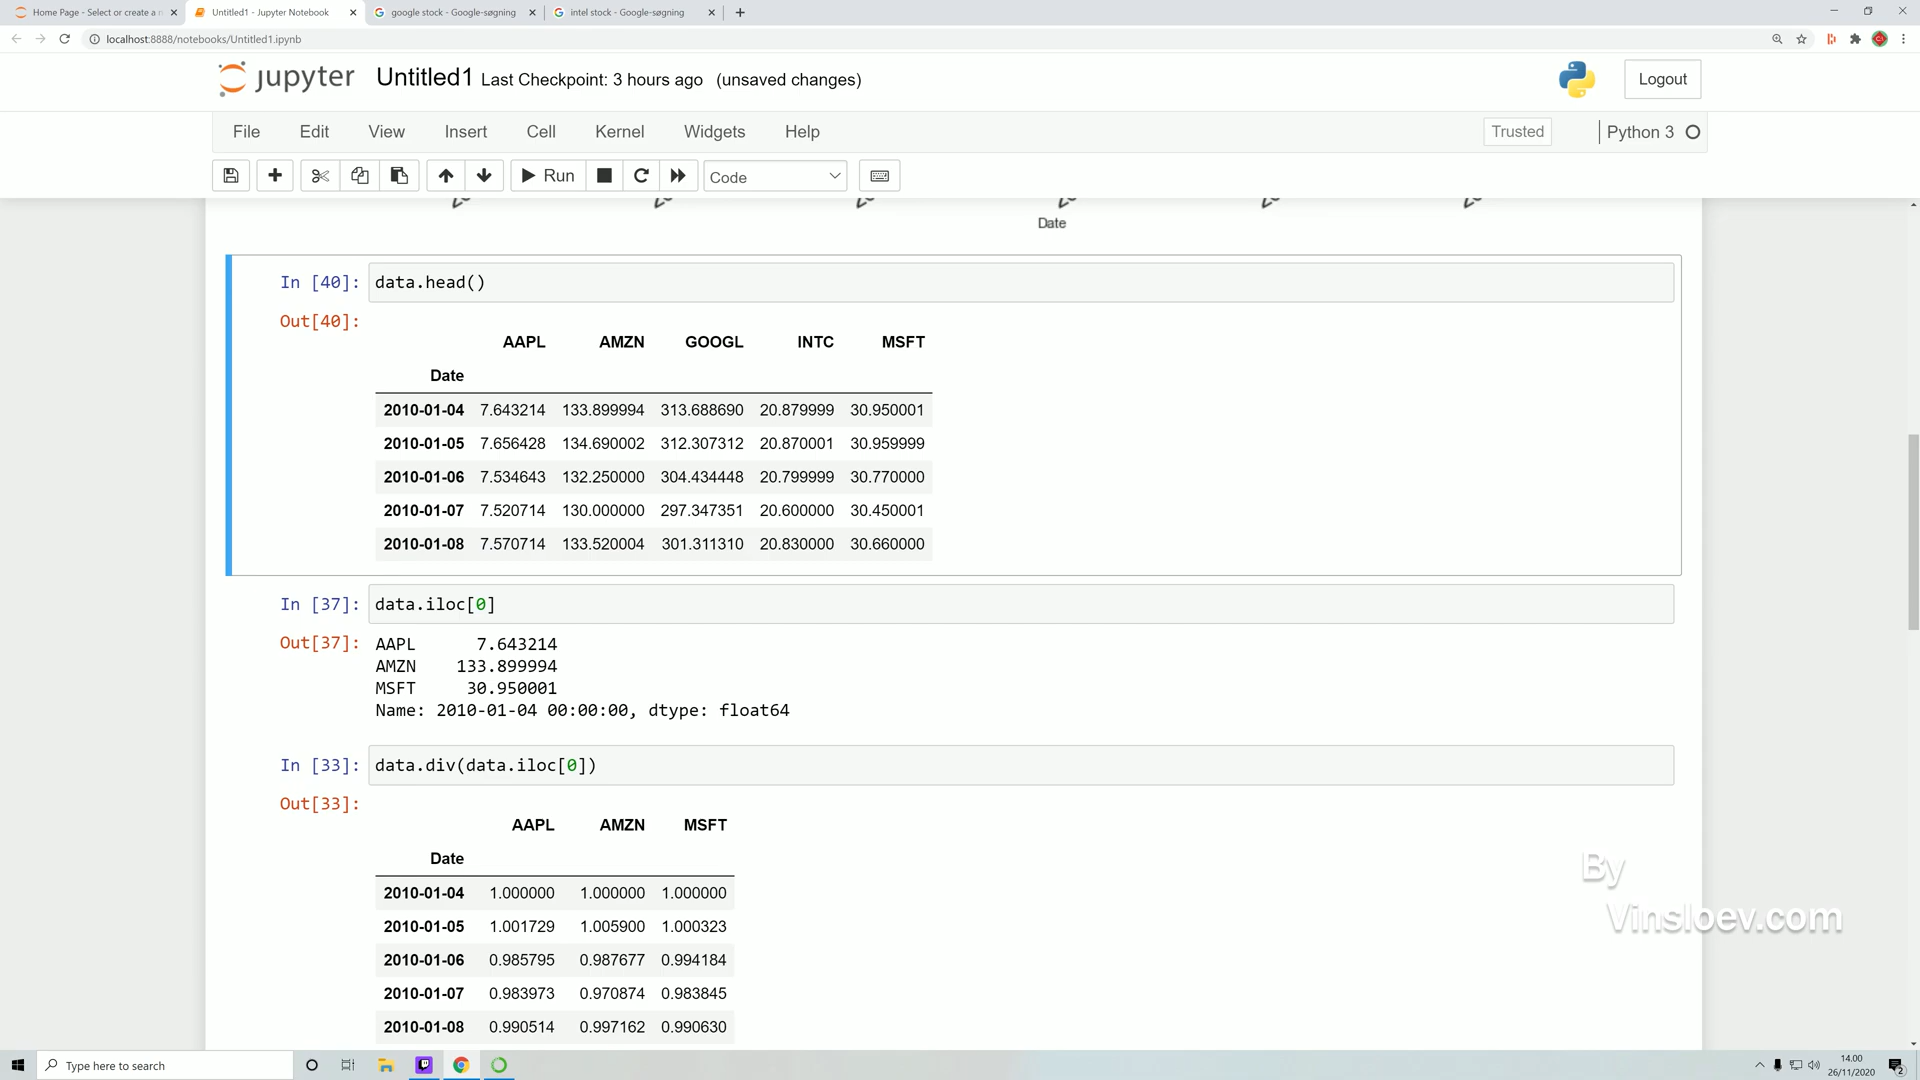 Home Page - Select or create a n
Untitled1 - Jupyter Notebook
google stock - Google-søgning
intel stock - Google-søgning
localhost:8888/notebooks/Untitled1.ipynb
jupyter Untitled1 Last Checkpoint: 3 hours ago (unsaved changes)
Logout
File Edit View Insert Cell Kernel Widgets Help
Trusted
Python 3
Run
Code
Date
In [40]: data.head()
Out[40]:
AAPL AMZN GOOGL INTC MSFT
Date
2010-01-04 7.643214 133.899994 313.688690 20.879999 30.950001
2010-01-05 7.656428 134.690002 312.307312 20.870001 30.959999
2010-01-06 7.534643 132.250000 304.434448 20.799999 30.770000
2010-01-07 7.520714 130.000000 297.347351 20.600000 30.450001
2010-01-08 7.570714 133.520004 301.311310 20.830000 30.660000
In [37]: data.iloc[0]
Out[37]: AAPL 7.643214
AMZN 133.899994
MSFT 30.950001
Name: 2010-01-04 00:00:00, dtype: float64
In [33]: data.div(data.iloc[0])
Out[33]:
AAPL AMZN MSFT
Date
2010-01-04 1.000000 1.000000 1.000000
2010-01-05 1.001729 1.005900 1.000323
2010-01-06 0.985795 0.987677 0.994184
2010-01-07 0.983973 0.970874 0.983845
2010-01-08 0.990514 0.997162 0.990630
By
Vinsloev.com
Type here to search
14.00
26/11/2020
2